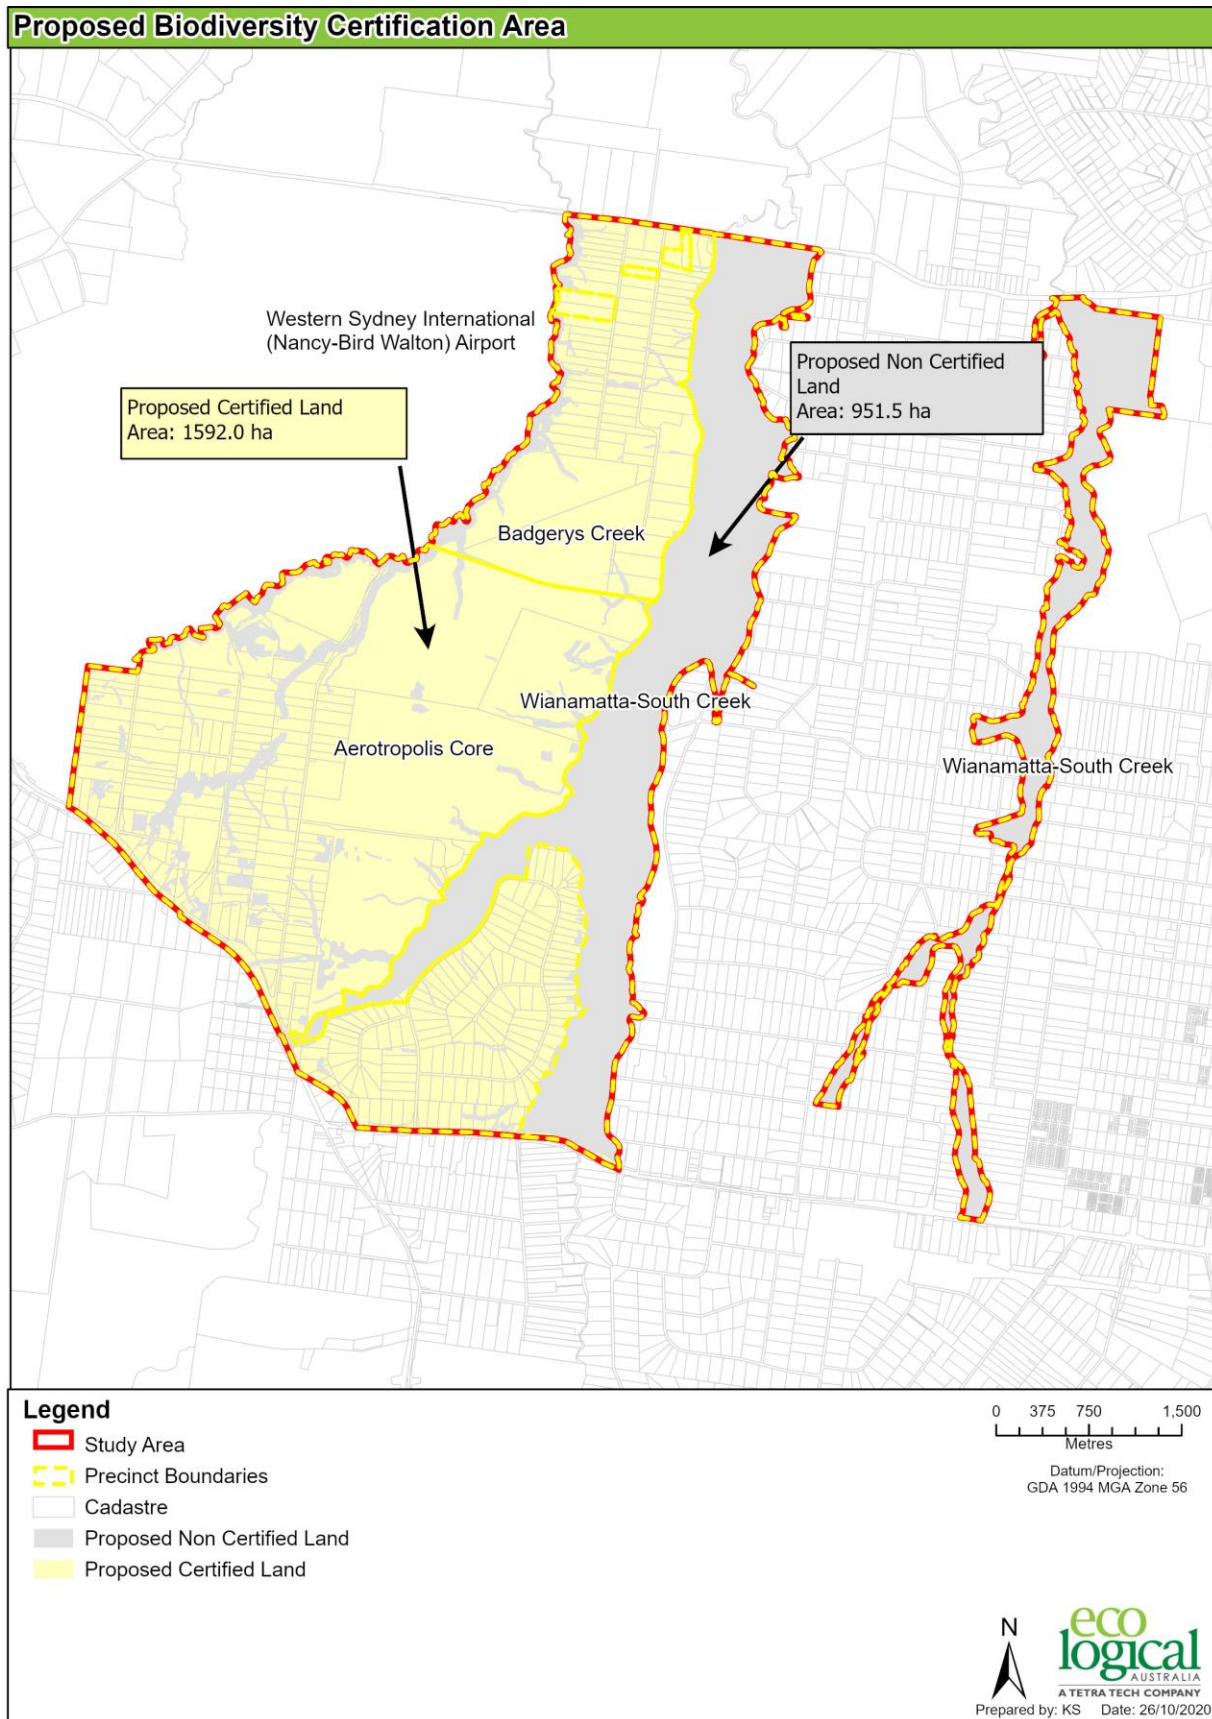 Proposed Biodiversity Certification Area
Western Sydney International
(Nancy-Bird Walton) Airport
Proposed Certified Land
Area: 1592.0 ha
Proposed Non Certified
Land
Area: 951.5 ha
Badgerys Creek
Wianamatta-South Creek
Aerotropolis Core
Wianamatta-South Creek
Legend
Study Area
Precinct Boundaries
Cadastre
Proposed Non Certified Land
Proposed Certified Land
0 375 750 1,500
Metres
Datum/Projection:
GDA 1994 MGA Zone 56
N
eco
logical
AUSTRALIA
A TETRA TECH COMPANY
Prepared by: KS Date: 26/10/2020